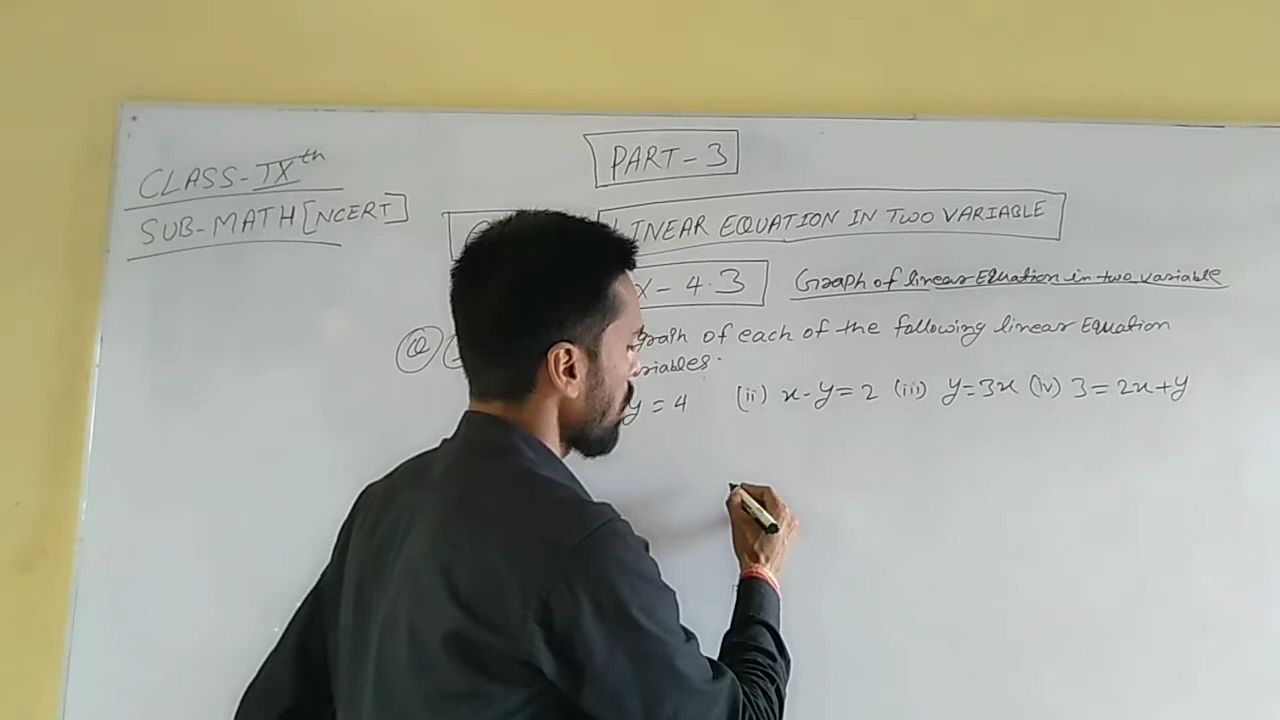 PART-3
CLASS-IXth
SUB-MATH[NCERT]
LINEAR EQUATION IN TWO VARIABLE
x-4.3
Graph of linear Equation in two variable
graph of each of the following linear Equation
riables.
y=4 (ii) x-y=2 (iii) y=3x (iv) 3=2x+y